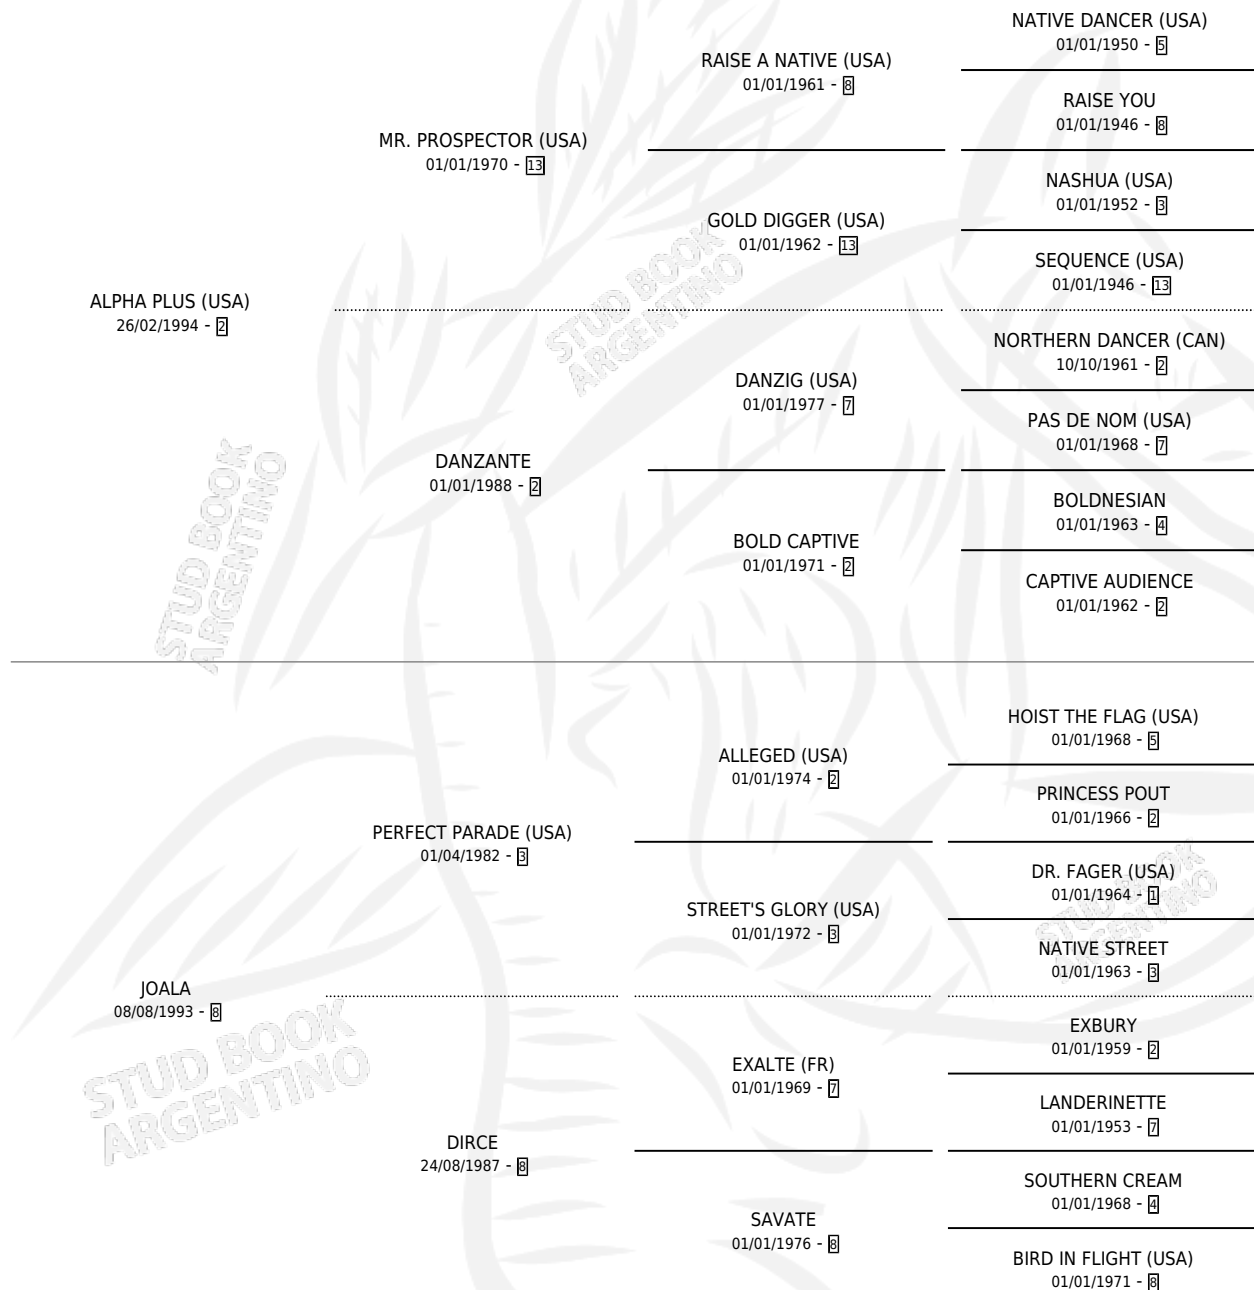 NATIVE DANCER (USA)
01/01/1950 - 5
RAISE A NATIVE (USA)
01/01/1961 - 8
RAISE YOU
01/01/1946 - 8
MR. PROSPECTOR (USA)
01/01/1970 - 13
NASHUA (USA)
01/01/1952 - 3
GOLD DIGGER (USA)
01/01/1962 - 13
SEQUENCE (USA)
01/01/1946 - 13
ALPHA PLUS (USA)
26/02/1994 - 2
STUD BOOK
ARGENTINO
NORTHERN DANCER (CAN)
10/10/1961 - 2
DANZIG (USA)
01/01/1977 - 7
PAS DE NOM (USA)
01/01/1968 - 7
DANZANTE
01/01/1988 - 2
BOLDNESIAN
01/01/1963 - 4
BOLD CAPTIVE
01/01/1971 - 2
CAPTIVE AUDIENCE
01/01/1962 - 2
STUD BOOK
ARGENTINO
HOIST THE FLAG (USA)
01/01/1968 - 5
ALLEGED (USA)
01/01/1974 - 2
PRINCESS POUT
01/01/1966 - 2
PERFECT PARADE (USA)
01/04/1982 - 3
DR. FAGER (USA)
01/01/1964 - 1
STREET'S GLORY (USA)
01/01/1972 - 3
STUD BOOK
ARGENTINO
NATIVE STREET
01/01/1963 - 3
JOALA
08/08/1993 - 8
EXBURY
01/01/1959 - 2
EXALTE (FR)
01/01/1969 - 7
STUD BOOK
ARGENTINO
LANDERINETTE
01/01/1953 - 7
DIRCE
24/08/1987 - 8
SOUTHERN CREAM
01/01/1968 - 4
SAVATE
01/01/1976 - 8
BIRD IN FLIGHT (USA)
01/01/1971 - 8